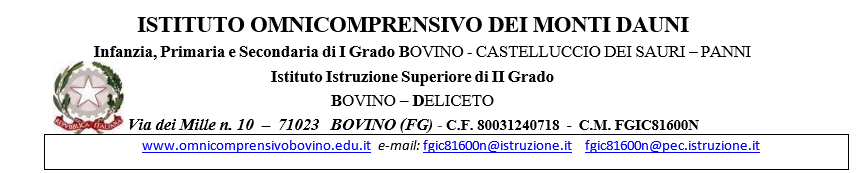 ISTITUTO OMNICOMPRENSIVO DEI MONTI DAUNI
Infanzia, Primaria e Secondaria di I Grado BOVINO - CASTELLUCCIO DEI SAURI – PANNI
Istituto Istruzione Superiore di II Grado
BOVINO – DELICETO
Via dei Mille n. 10 – 71023 BOVINO (FG) - C.F. 80031240718 - C.M. FGIC81600N
REPUBBLICA ITALIANA
www.omnicomprensivobovino.edu.it e-mail: fgic81600n@istruzione.it fgic81600n@pec.istruzione.it